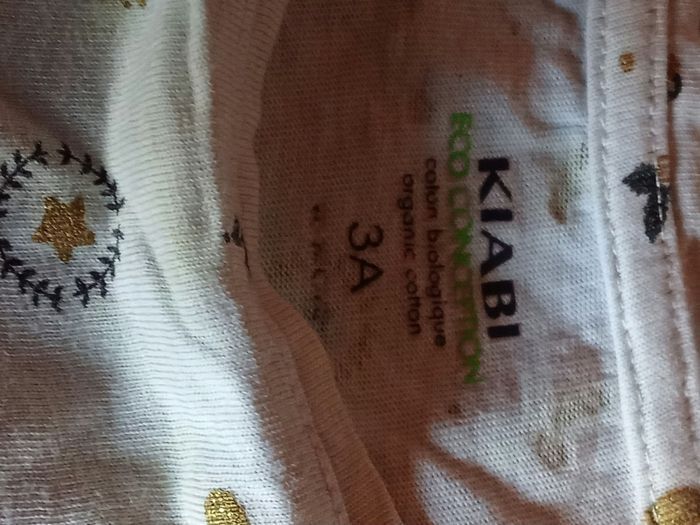 KIABI
ECO CONCEPTION
coton biologique
organic cotton
3A